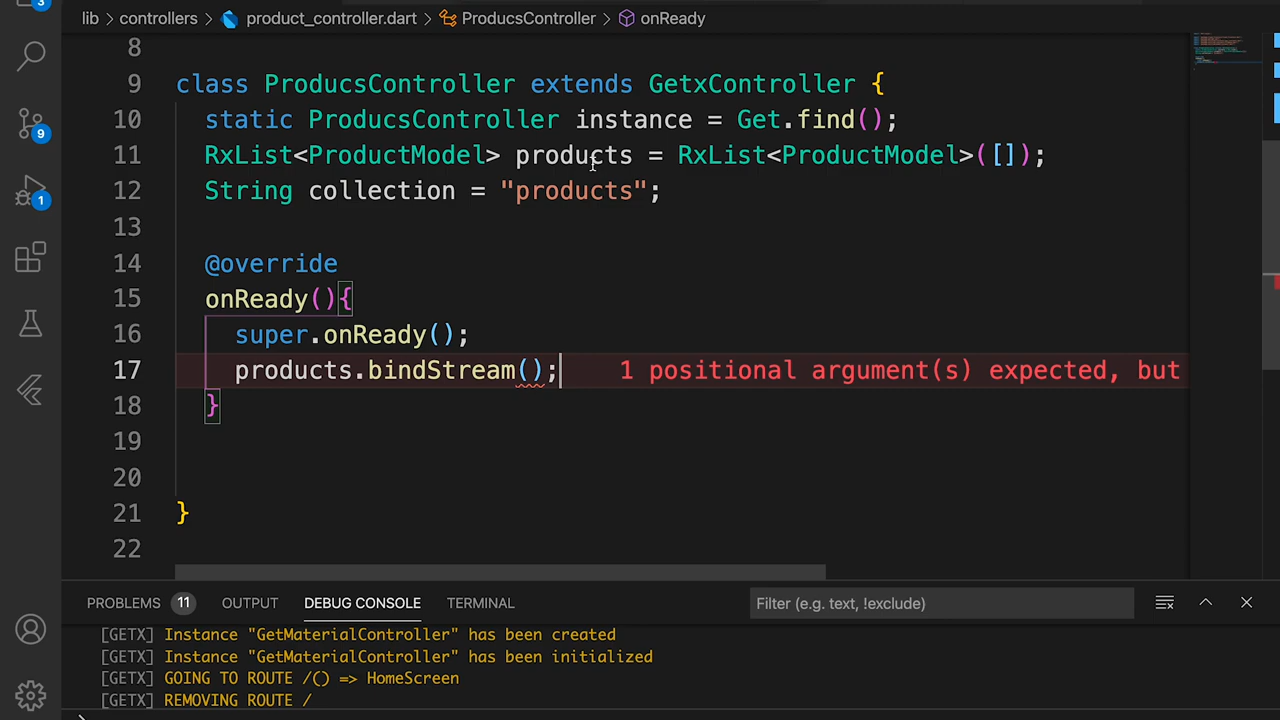 3
lib > controllers > product_controller.dart > ProducsController > onReady
8
9 class ProducsController extends GetxController {
10 static ProducsController instance = Get.find();
11 RxList<ProductModel> products = RxList<ProductModel>([]);
12 String collection = "products";
13
14 @override
15 onReady(){
16 super.onReady();
17 products.bindStream(); 1 positional argument(s) expected, but
18 }
19
20
21 }
22
9
1
PROBLEMS 11 OUTPUT DEBUG CONSOLE TERMINAL Filter (e.g. text, !exclude)
[GETX] Instance "GetMaterialController" has been created
[GETX] Instance "GetMaterialController" has been initialized
[GETX] GOING TO ROUTE /() => HomeScreen
[GETX] REMOVING ROUTE /